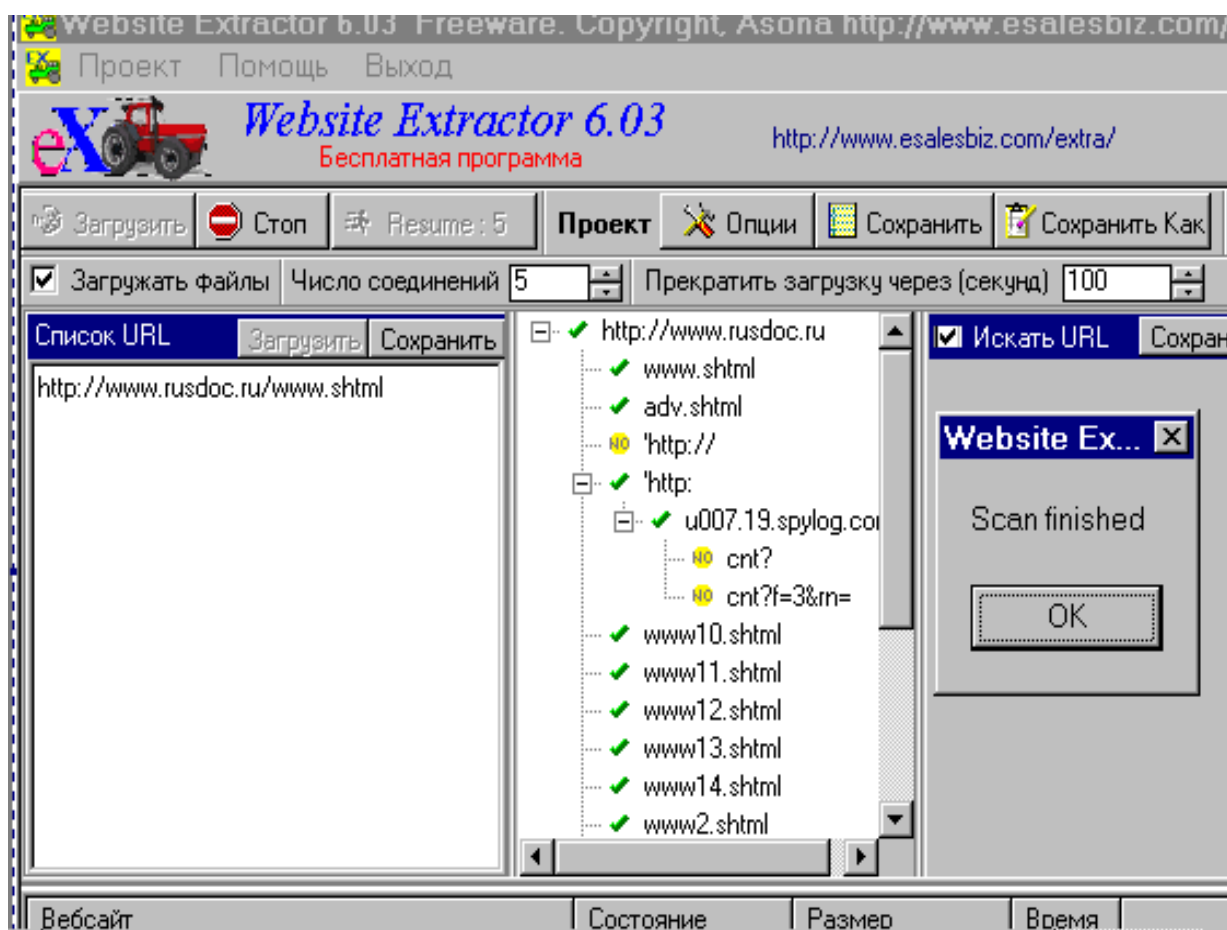 Website Extractor 6.03 Freeware. Copyright, Asona http://www.esalesbiz.com/
Проект Помощь Выход
eX Website Extractor 6.03
Бесплатная программа
http://www.esalesbiz.com/extra/
Загрузить Стоп Resume : 5 Проект Опции Сохранить Сохранить Как
Загружать файлы Число соединений 5 Прекратить загрузку через (секунд) 100
Список URL Загрузить Сохранить
http://www.rusdoc.ru/www.shtml
http://www.rusdoc.ru
www.shtml
adv.shtml
NO 'http://
'http:
u007.19.spylog.co
NO cnt?
NO cnt?f=3&rn=
www10.shtml
www11.shtml
www12.shtml
www13.shtml
www14.shtml
www2.shtml
Искать URL Сохран
Website Ex...
Scan finished
OK
Вебсайт Состояние Размер Время